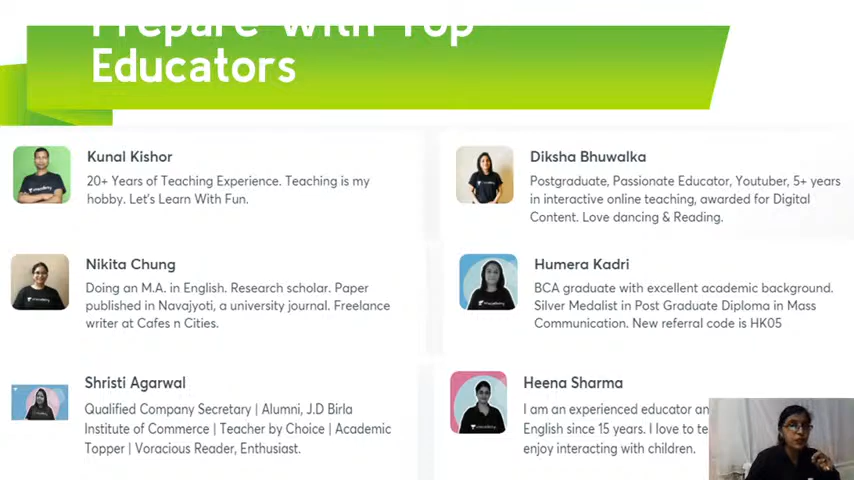 Prepare With Top
Educators
Kunal Kishor
20+ Years of Teaching Experience. Teaching is my
hobby. Let's Learn With Fun.
Diksha Bhuwalka
Postgraduate, Passionate Educator, Youtuber, 5+ years
in interactive online teaching, awarded for Digital
Content. Love dancing & Reading.
Nikita Chung
Doing an M.A. in English. Research scholar. Paper
published in Navajyoti, a university journal. Freelance
writer at Cafes n Cities.
Humera Kadri
BCA graduate with excellent academic background.
Silver Medalist in Post Graduate Diploma in Mass
Communication. New referral code is HK05
Shristi Agarwal
Qualified Company Secretary | Alumni, J.D Birla
Institute of Commerce | Teacher by Choice | Academic
Topper | Voracious Reader, Enthusiast.
Heena Sharma
I am an experienced educator
English since 15 years. I love to
enjoy interacting with children.